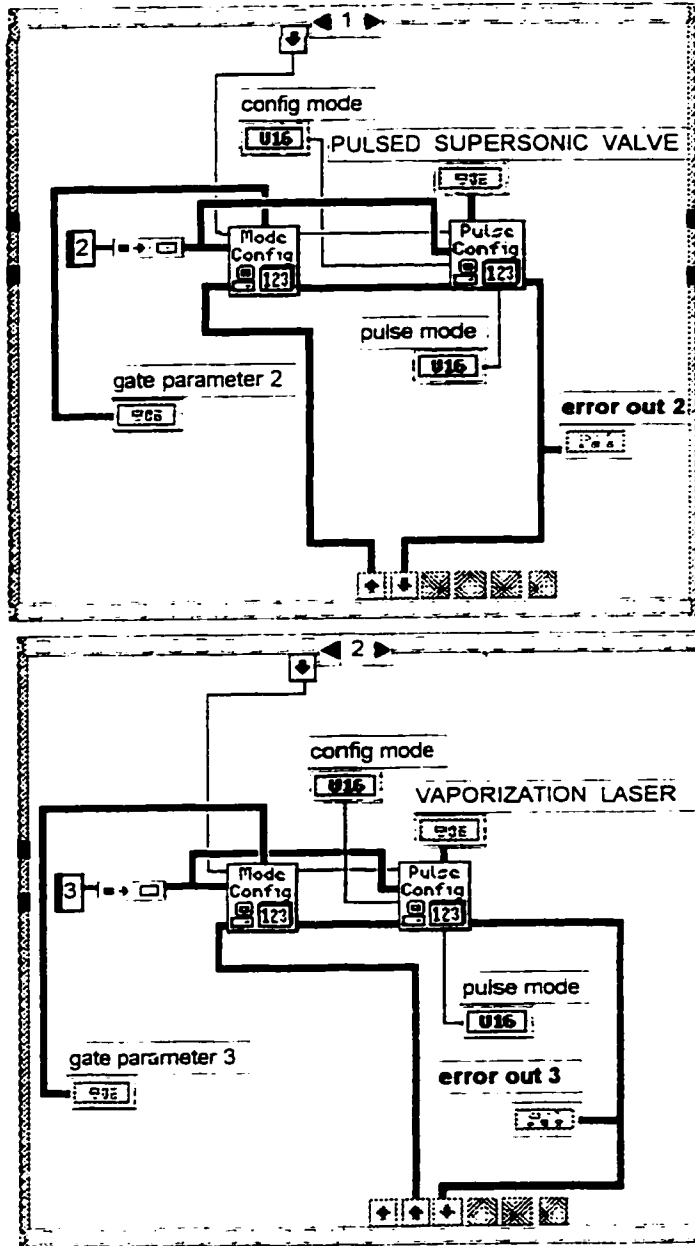 1
config mode
U16
PULSED SUPERSONIC VALVE
2
Mode
Config
123
Pulse
Config
123
pulse mode
U16
gate parameter 2
error out 2
2
config mode
U16
VAPORIZATION LASER
3
Mode
Config
123
Pulse
Config
123
pulse mode
U16
gate parameter 3
error out 3